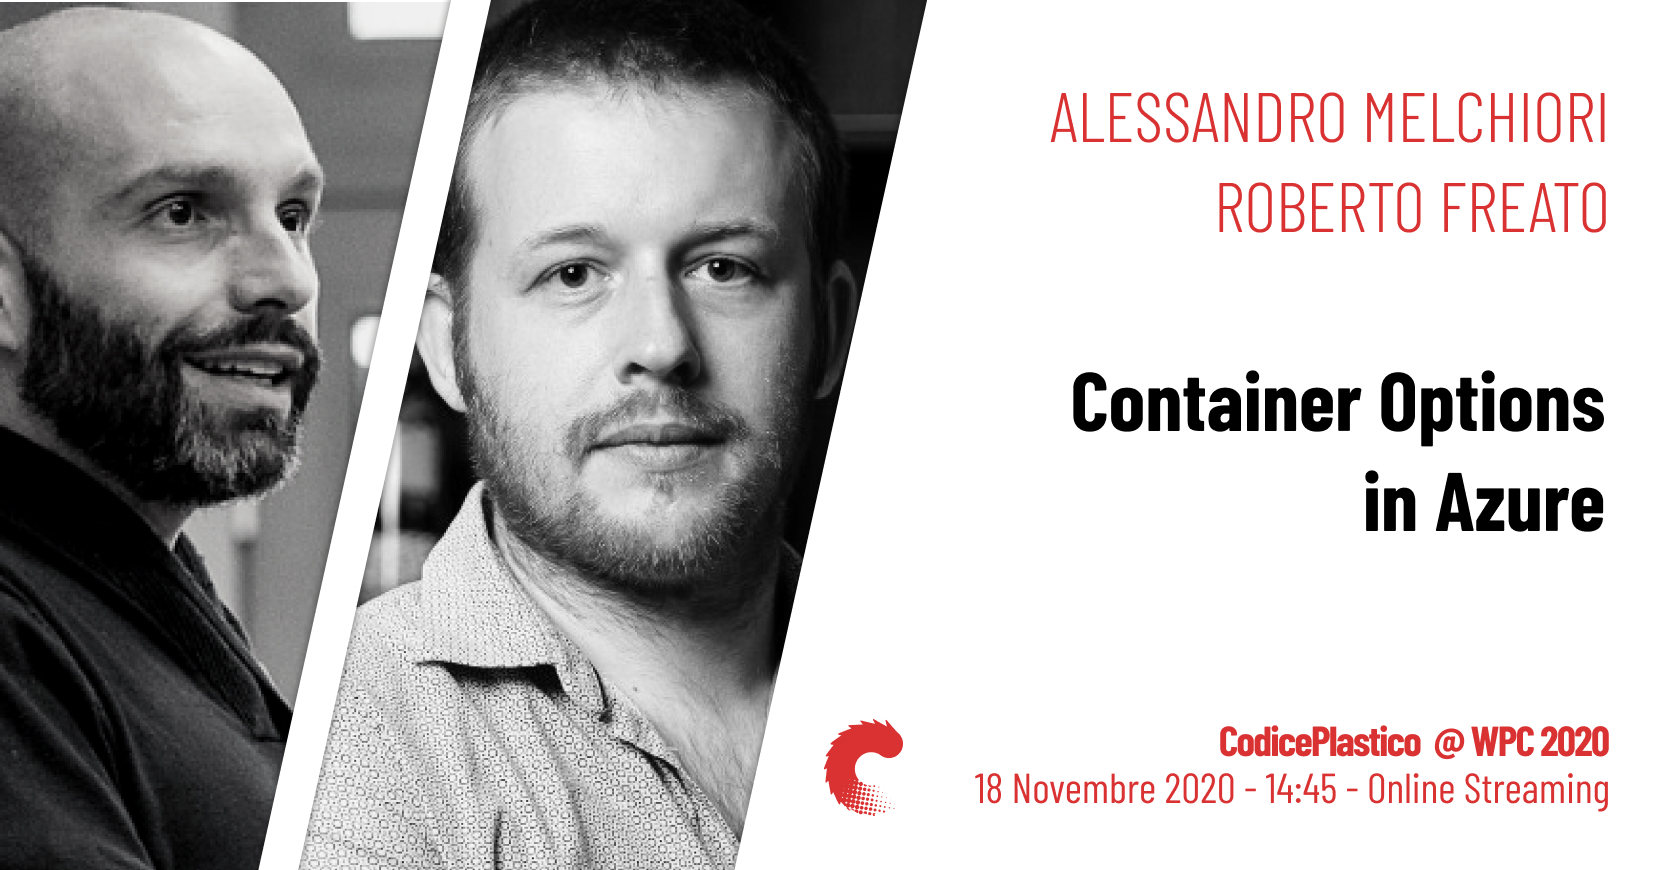 ALESSANDRO MELCHIORI
ROBERTO FREATO
Container Options
in Azure
CodicePlastico @ WPC 2020
18 Novembre 2020 - 14:45 - Online Streaming